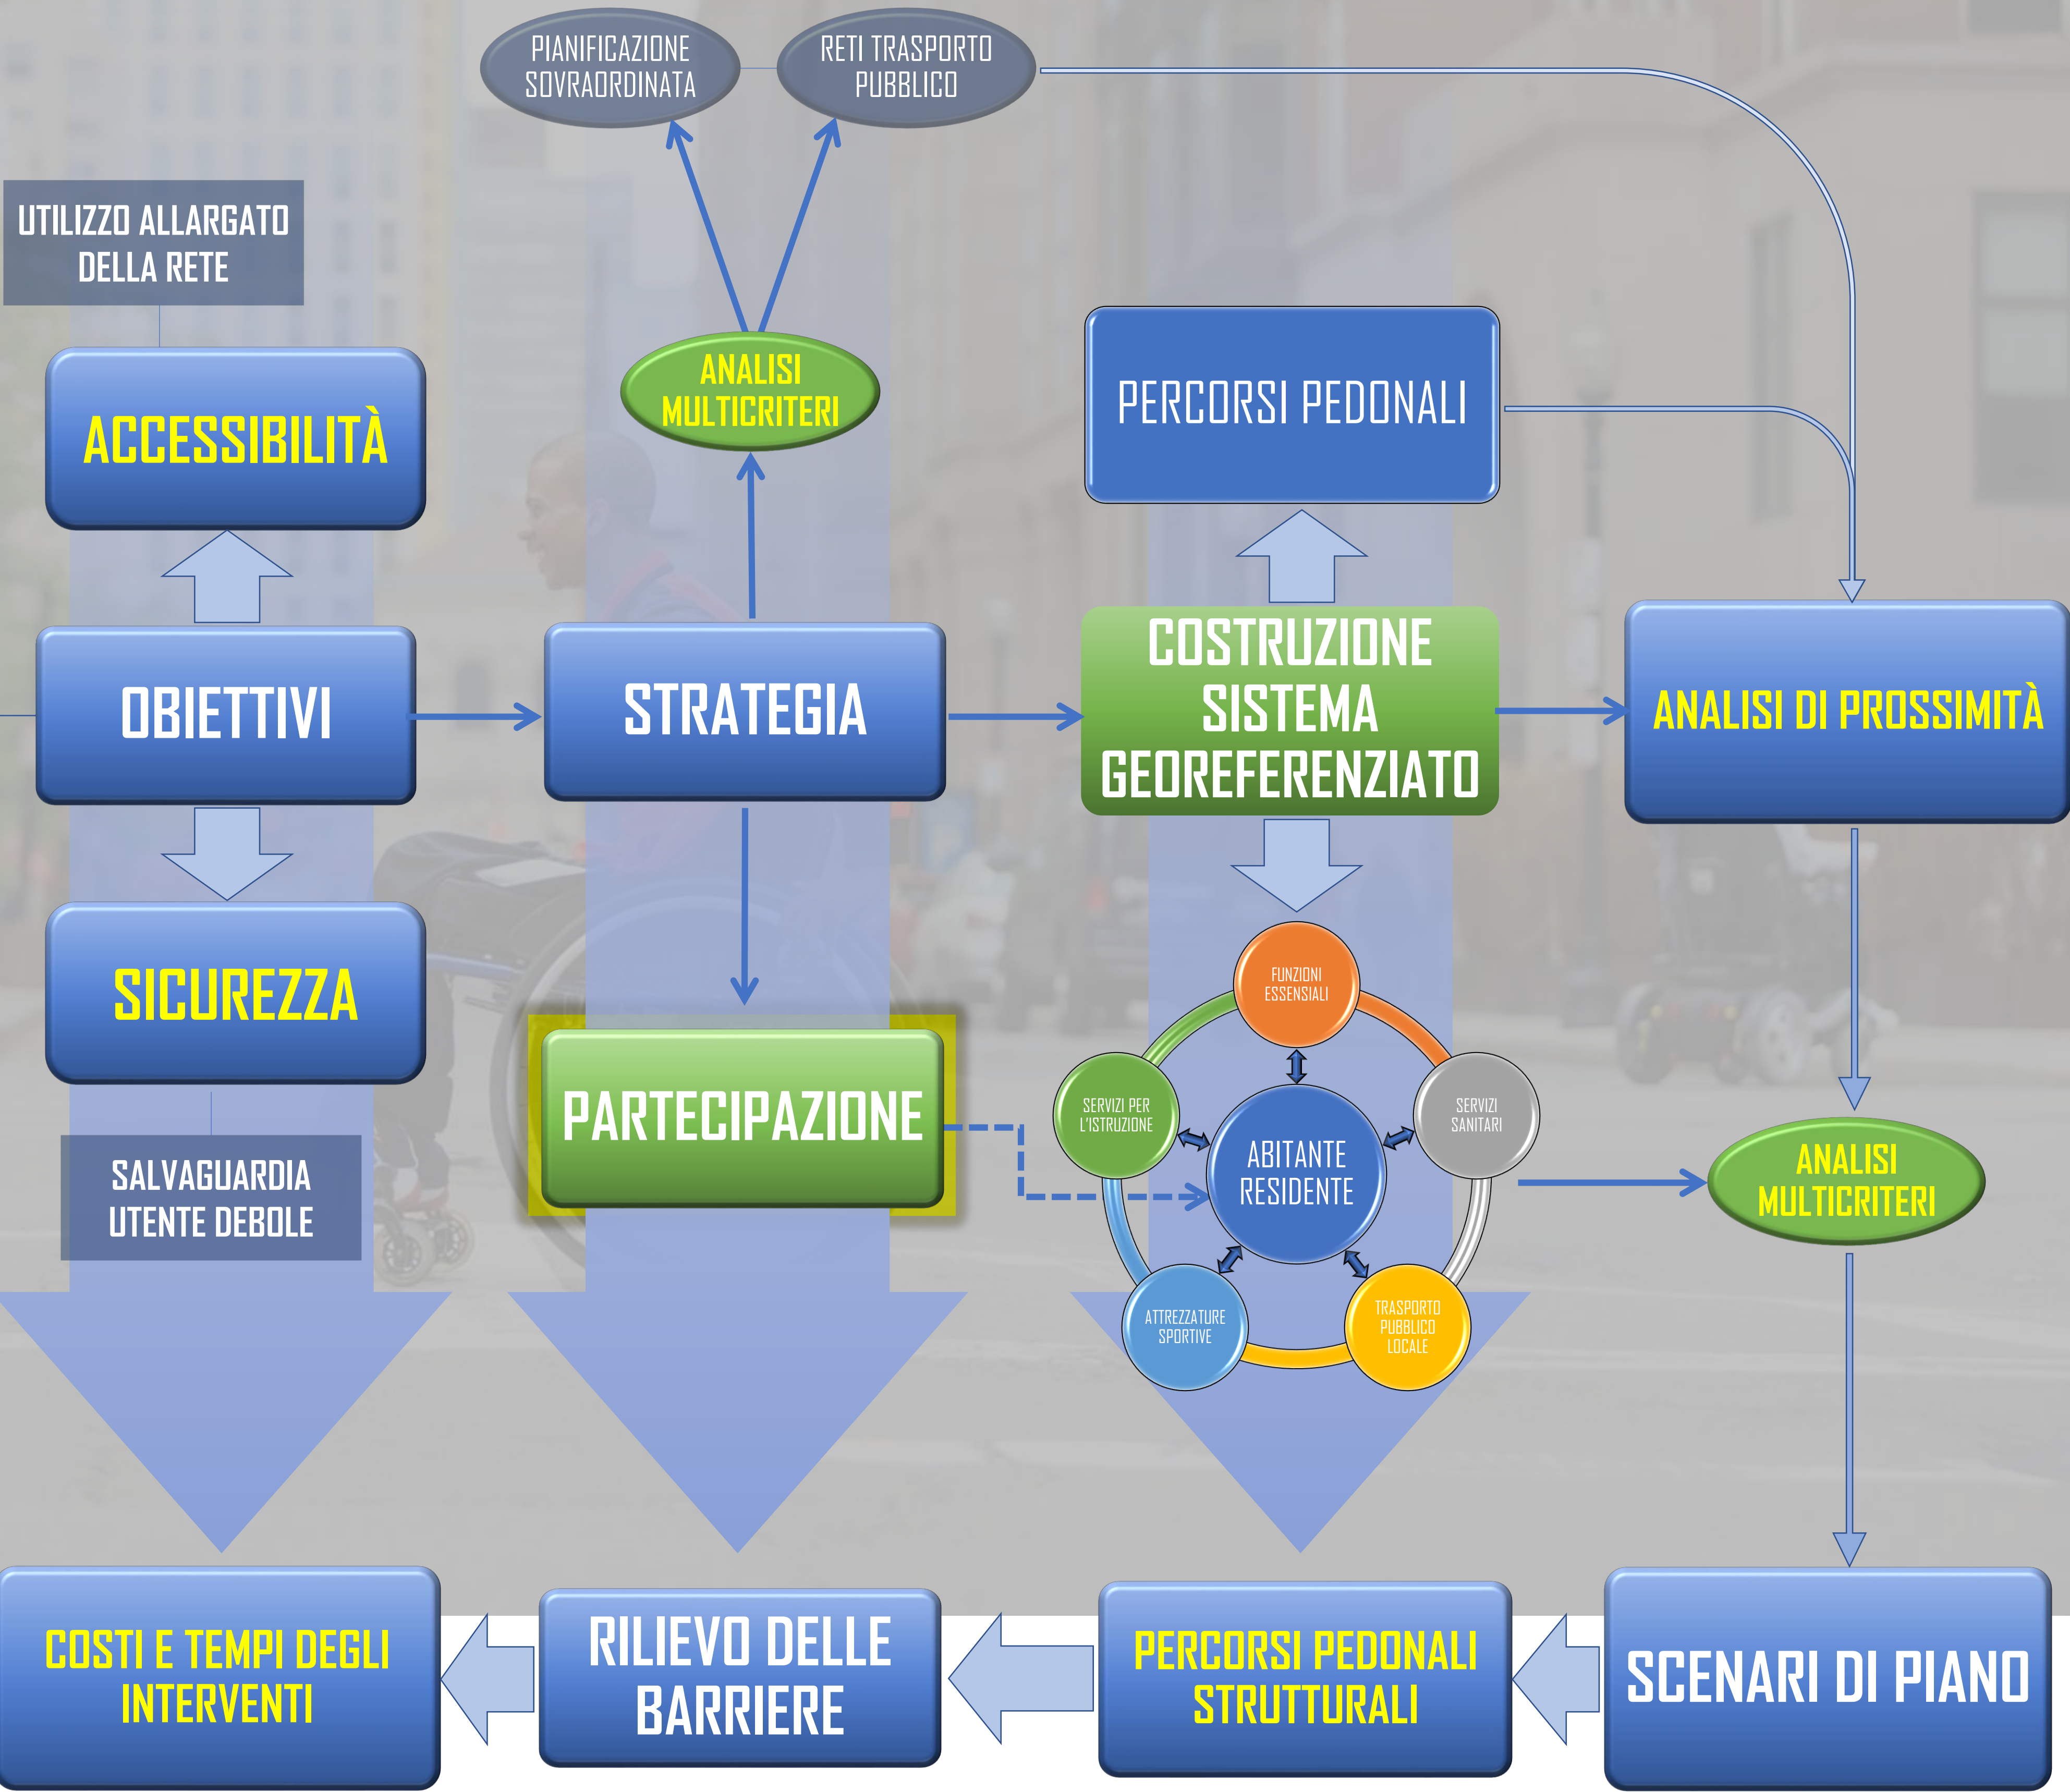 PIANIFICAZIONE
SOVRAORDINATA
RETI TRASPORTO
PUBBLICO
UTILIZZO ALLARGATO
DELLA RETE
ANALISI
MULTICRITERI
ACCESSIBILITÀ
PERCORSI PEDONALI
OBIETTIVI
STRATEGIA
COSTRUZIONE
SISTEMA
GEOREFERENZIATO
ANALISI DI PROSSIMITÀ
SICUREZZA
SALVAGUARDIA
UTENTE DEBOLE
PARTECIPAZIONE
FUNZIONI
ESSENSIALI
SERVIZI PER
L'ISTRUZIONE
SERVIZI
SANITARI
ABITANTE
RESIDENTE
ATTREZZATURE
SPORTIVE
TRASPORTO
PUBBLICO
LOCALE
ANALISI
MULTICRITERI
COSTI E TEMPI DEGLI
INTERVENTI
RILIEVO DELLE
BARRIERE
PERCORSI PEDONALI
STRUTTURALI
SCENARI DI PIANO